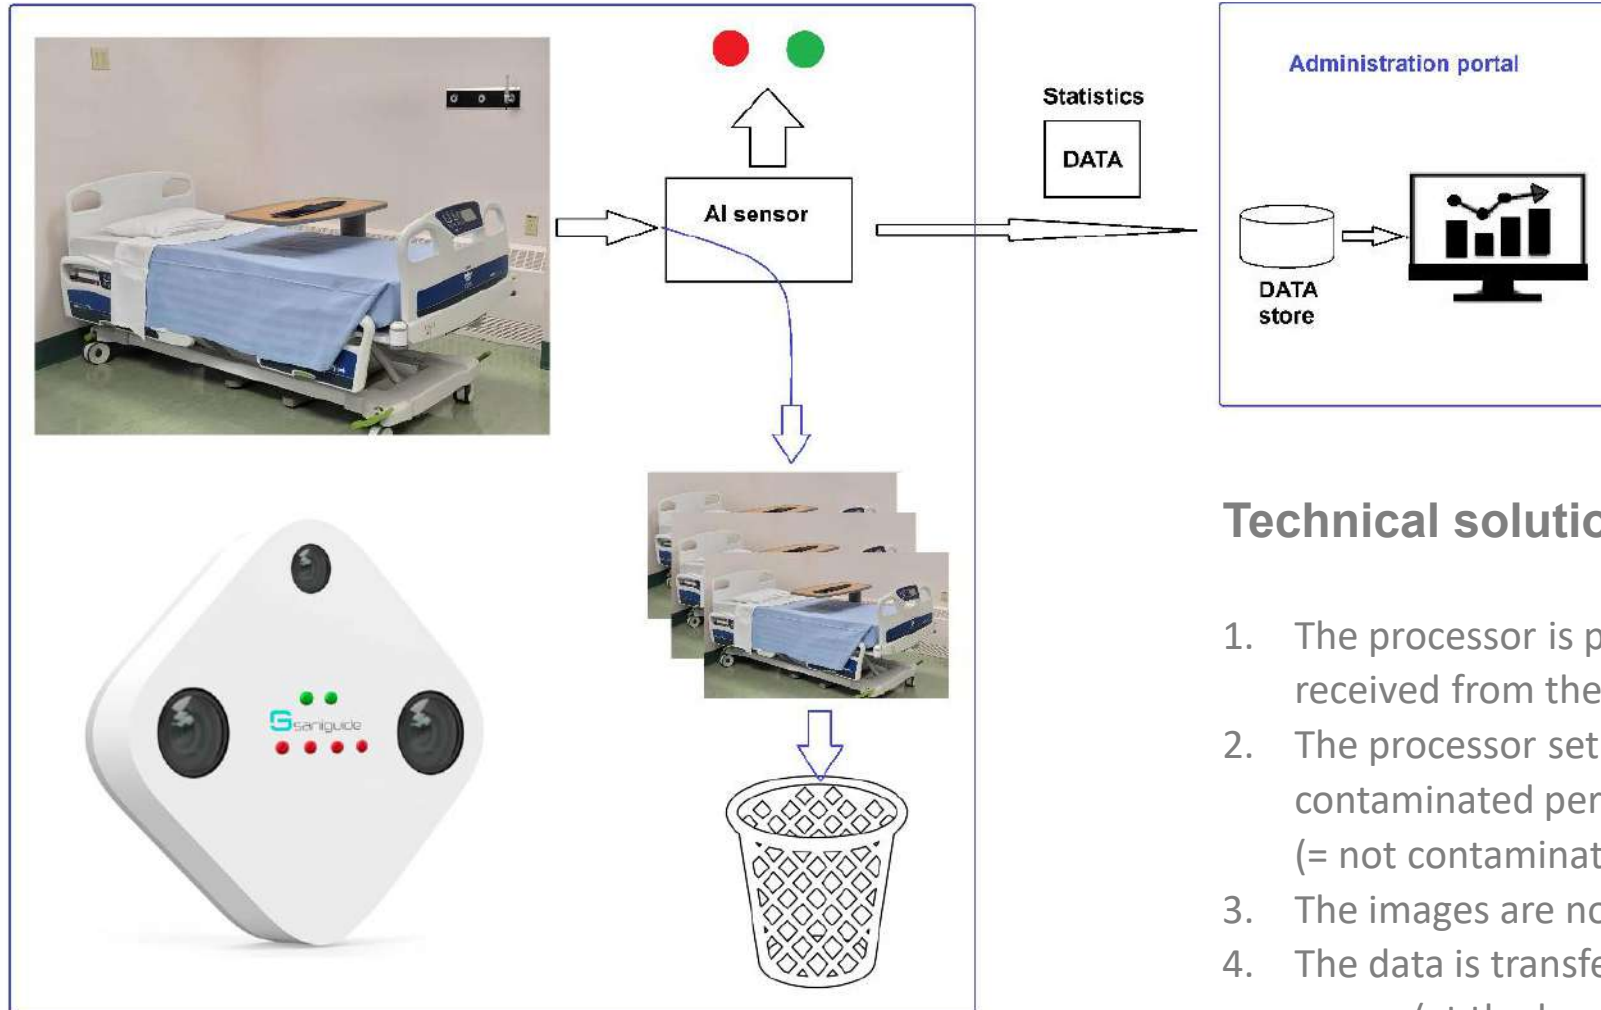 Administration portal
Statistics
DATA
AI sensor
DATA
store
saniguide
Technical solutio
1. The processor is p
received from the
2. The processor set
contaminated per
(= not contaminat
3. The images are no
4. The data is transfe